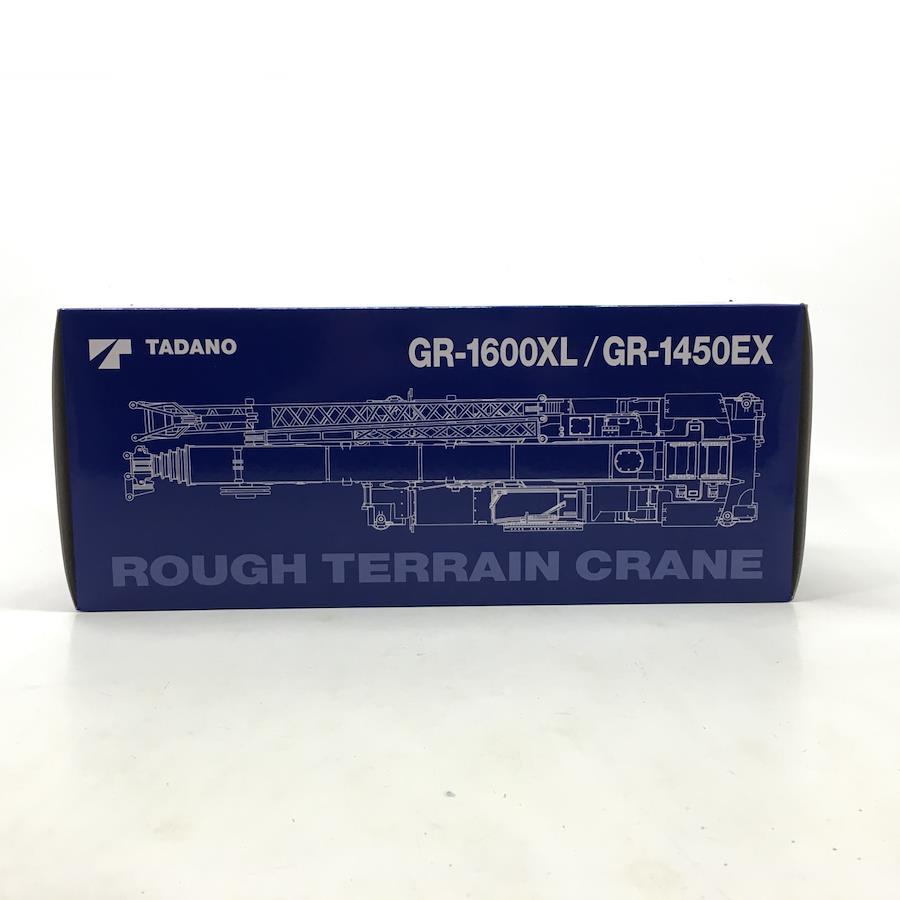 TADANO
GR-1600XL / GR-1450EX
ROUGH TERRAIN CRANE